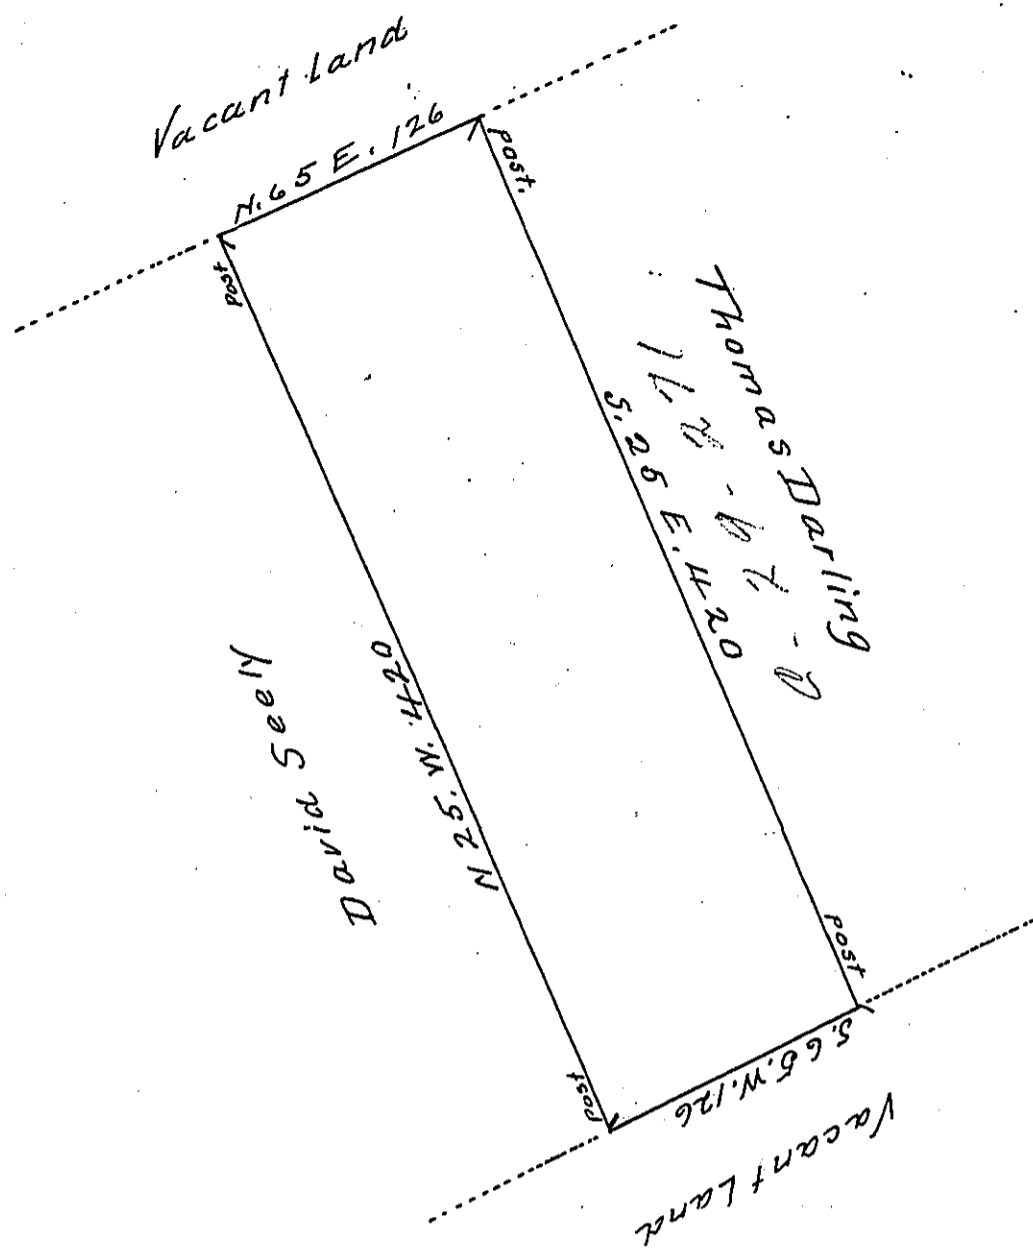 Vacant land
N. 65 E. 126
post.
post
Thomas Darling
S. 25 E. 420
David Seely
N 25. W. 420
post
post
S. 65. W. 126
Vacant Land